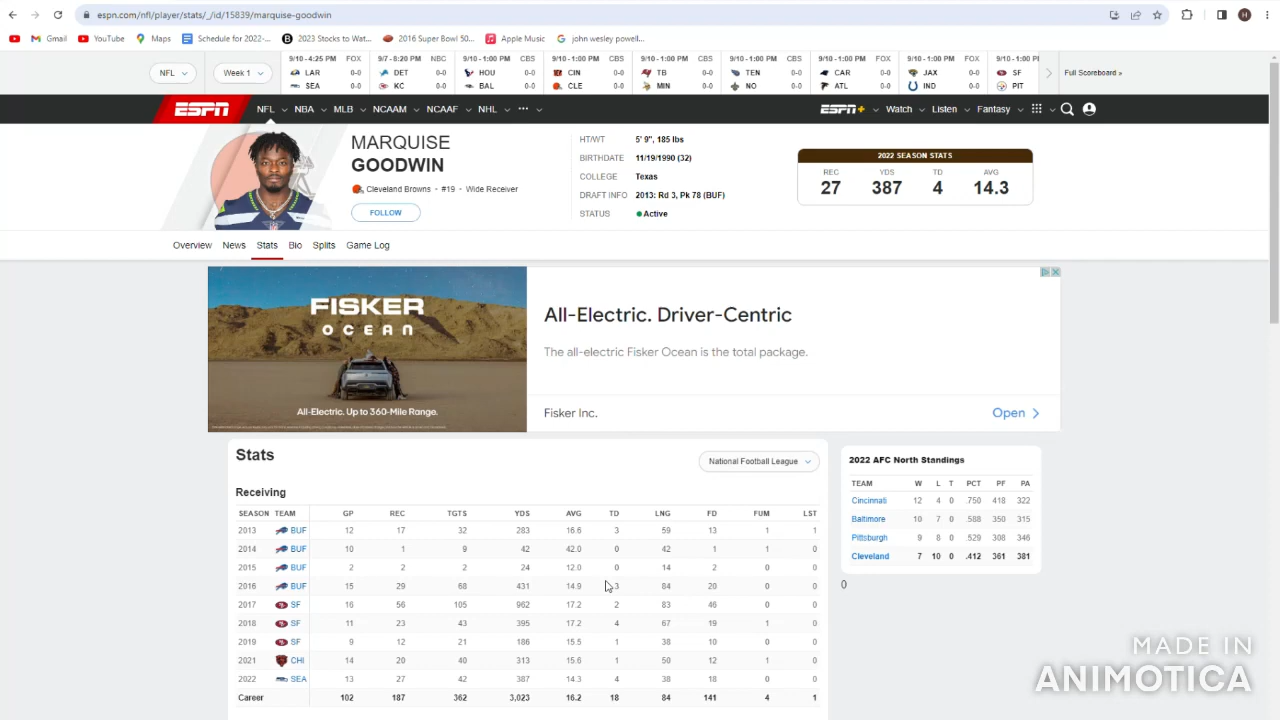 espn.com/nfl/player/stats/_/id/15839/marquise-goodwin
Gmail YouTube Maps Schedule for 2022-... 2023 Stocks to Wat... 2016 Super Bowl 50... Apple Music john wesley powell...
NFL Week 1
9/10 - 4:25 PM FOX 9/7 - 8:20 PM NBC 9/10 - 1:00 PM CBS 9/10 - 1:00 PM CBS 9/10 - 1:00 PM CBS 9/10 - 1:00 PM CBS 9/10 - 1:00 PM FOX 9/10 - 1:00 PM FOX 9/10 - 1:00 P
LAR 0-0 DET 0-0 HOU 0-0 CIN 0-0 TB 0-0 TEN 0-0 CAR 0-0 JAX 0-0 SF
SEA 0-0 KC 0-0 BAL 0-0 CLE 0-0 MIN 0-0 NO 0-0 ATL 0-0 IND 0-0 PIT
Full Scoreboard »
ESPN NFL NBA MLB NCAAM NCAAF NHL ... ESPN+ Watch Listen Fantasy
MARQUISE
GOODWIN
Cleveland Browns • #19 • Wide Receiver
FOLLOW
HT/WT 5' 9", 185 lbs
BIRTHDATE 11/19/1990 (32)
COLLEGE Texas
DRAFT INFO 2013: Rd 3, Pk 78 (BUF)
STATUS Active
2022 SEASON STATS
REC YDS TD AVG
27 387 4 14.3
Overview News Stats Bio Splits Game Log
FISKER
OCEAN
All-Electric. Up to 360-Mile Range.
All-Electric. Driver-Centric
The all-electric Fisker Ocean is the total package.
Fisker Inc. Open
Stats
National Football League
Receiving
SEASON TEAM GP REC TGTS YDS AVG TD LNG FD FUM LST
2013 BUF 12 17 32 283 16.6 3 59 13 1 1
2014 BUF 10 1 9 42 42.0 0 42 1 1 0
2015 BUF 2 2 2 24 12.0 0 14 2 0 0
2016 BUF 15 29 68 431 14.9 3 84 20 0 0
2017 SF 16 56 105 962 17.2 2 83 46 0 0
2018 SF 11 23 43 395 17.2 4 67 19 1 0
2019 SF 9 12 21 186 15.5 1 38 10 0 0
2021 CHI 14 20 40 313 15.6 1 50 12 1 0
2022 SEA 13 27 42 387 14.3 4 38 18 0 0
Career 102 187 362 3,023 16.2 18 84 141 4 1
2022 AFC North Standings
TEAM W L T PCT PF PA
Cincinnati 12 4 0 .750 418 322
Baltimore 10 7 0 .588 350 315
Pittsburgh 9 8 0 .529 308 346
Cleveland 7 10 0 .412 361 381
0
MADE IN
ANIMOTICA